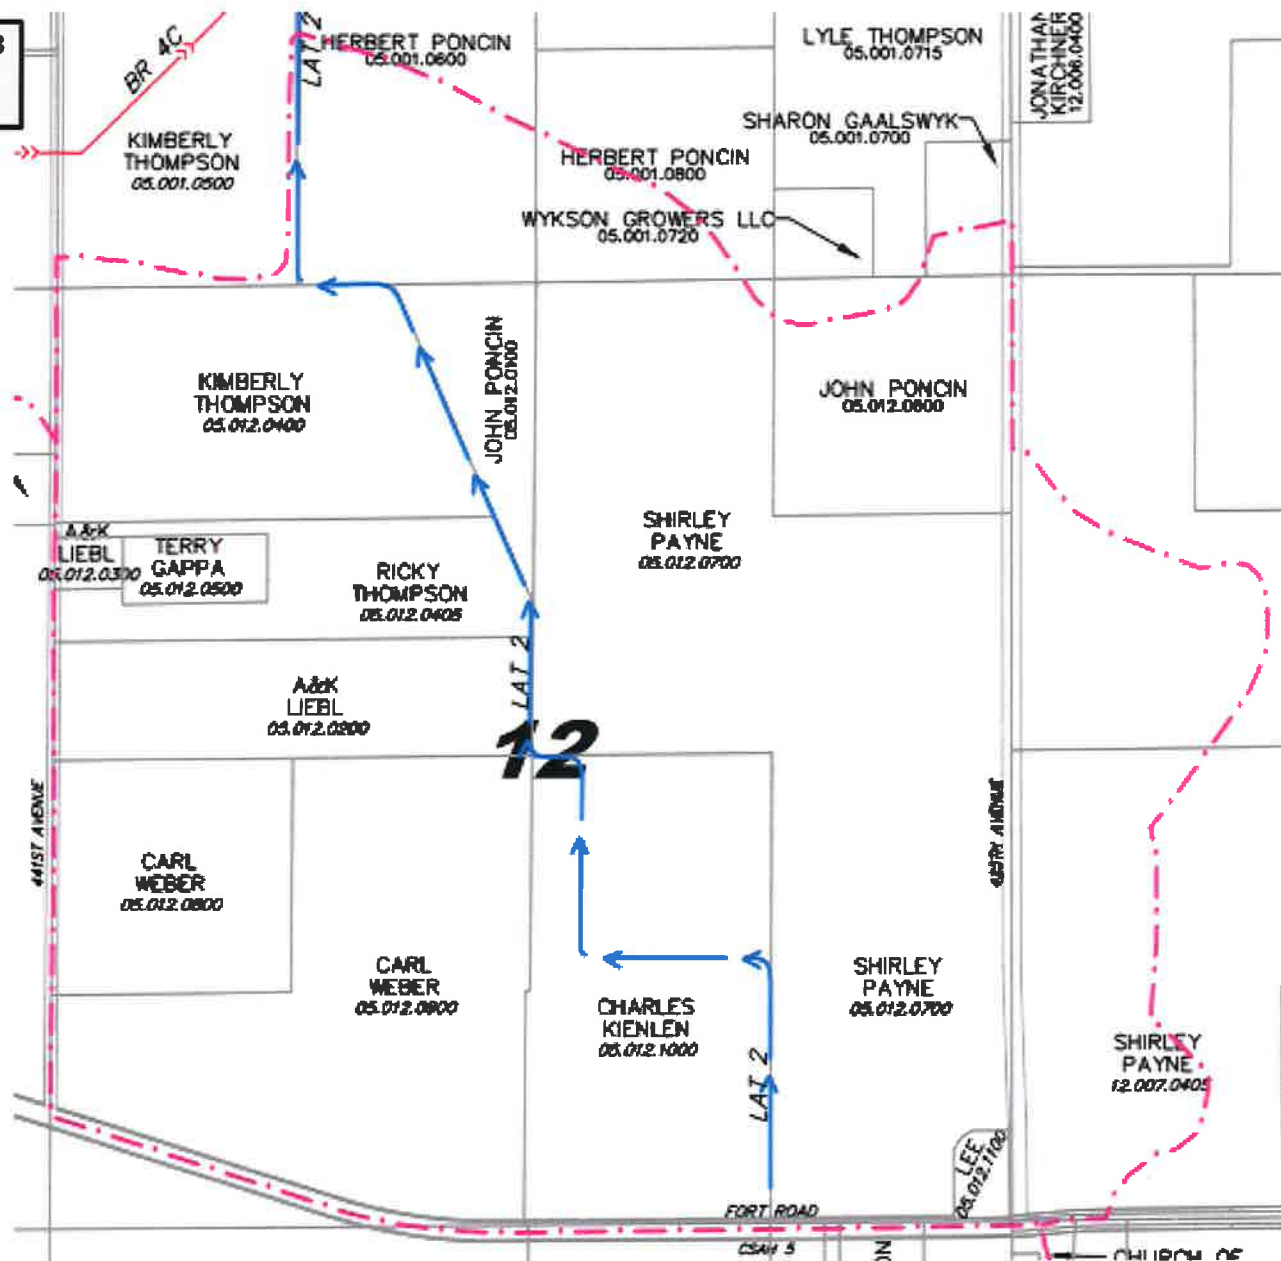 3
BR 4C
LAT 2
HERBERT PONCIN
05.001.0600
LYLE THOMPSON
05.001.0715
JONATHAN
KIRCHNER
12.006.0400
KIMBERLY
THOMPSON
05.001.0500
SHARON GAALSWYK
05.001.0700
HERBERT PONCIN
05.001.0800
WYKSON GROWERS LLC
05.001.0720
KIMBERLY
THOMPSON
05.012.0400
JOHN PONCIN
05.012.0100
JOHN PONCIN
05.012.0600
SHIRLEY
PAYNE
05.012.0700
A&K
LIEBL
05.012.0300
TERRY
GAPPA
05.012.0500
RICKY
THOMPSON
05.012.0405
LAT 2
A&K
LIEBL
05.012.0200
12
441ST AVENUE
CARL
WEBER
05.012.0800
CARL
WEBER
05.012.0900
CHARLES
KIENLEN
05.012.1000
SHIRLEY
PAYNE
05.012.0700
LAT 2
SHIRLEY
PAYNE
12.007.0405
LEE
05.012.1100
FORT ROAD
CSAH 5
ON
CHURCH OF